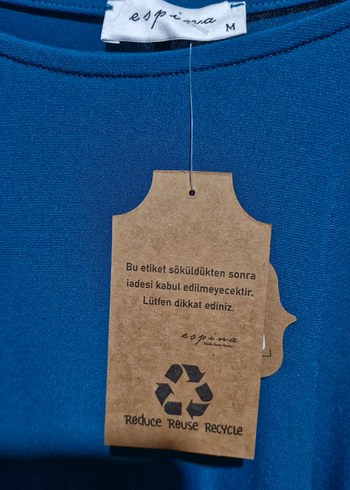 espina
M
Bu etiket söküldükten sonra
iadesi kabul edilmeyecektir.
Lütfen dikkat ediniz.
espina
Reduce Reuse Recycle